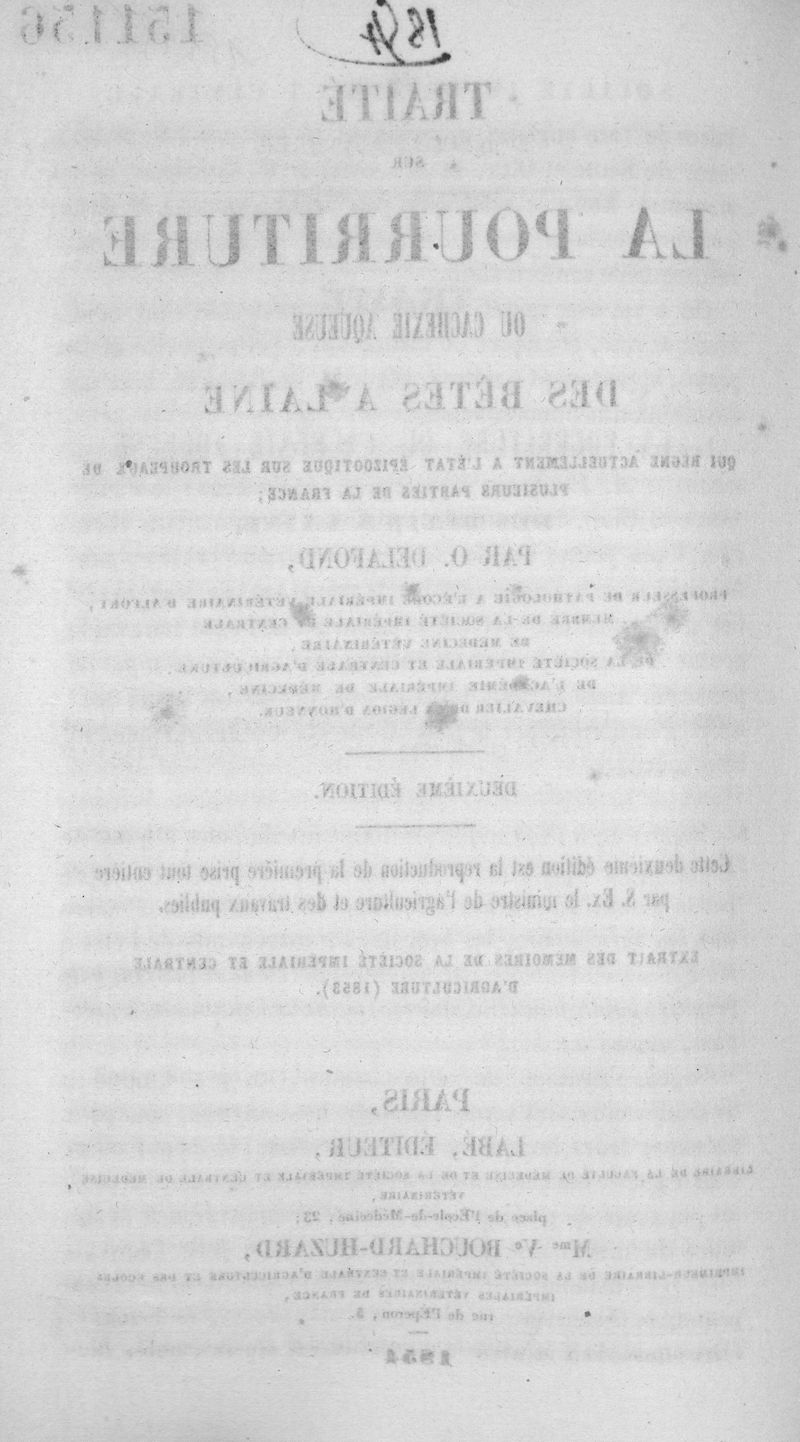 151156
1854
TRAITÉ
SUR
LA POURRITURE
OU CACHEXIE AQUEUSE
DES BÊTES A LAINE
QUI RÈGNE ACTUELLEMENT A L'ÉTAT ÉPIZOOTIQUE SUR LES TROUPEAUX DE
PLUSIEURS PARTIES DE LA FRANCE;
PAR O. DELAFOND,
PROFESSEUR DE PATHOLOGIE A L'ÉCOLE IMPÉRIALE VÉTÉRINAIRE D'ALFORT,
MEMBRE DE LA SOCIÉTÉ IMPÉRIALE ET CENTRALE
DE MÉDECINE VÉTÉRINAIRE,
DE LA SOCIÉTÉ IMPÉRIALE ET CENTRALE D'AGRICULTURE,
DE L'ACADÉMIE IMPÉRIALE DE MÉDECINE,
CHEVALIER DE LA LÉGION D'HONNEUR.
DEUXIÈME ÉDITION.
Cette deuxième édition est la reproduction de la première prise tout entière
par S. Ex. le ministre de l'agriculture et des travaux publics.
EXTRAIT DES MÉMOIRES DE LA SOCIÉTÉ IMPÉRIALE ET CENTRALE
D'AGRICULTURE (1853).
PARIS,
LABÉ, ÉDITEUR,
LIBRAIRE DE LA FACULTÉ DE MÉDECINE ET DE LA SOCIÉTÉ IMPÉRIALE ET CENTRALE DE MÉDECINE
VÉTÉRINAIRE,
place de l'École-de-Médecine, 23;
Mme Ve BOUCHARD-HUZARD,
IMPRIMEUR-LIBRAIRE DE LA SOCIÉTÉ IMPÉRIALE ET CENTRALE D'AGRICULTURE ET DES ÉCOLES
IMPÉRIALES VÉTÉRINAIRES DE FRANCE,
rue de l'Éperon, 5.
1854